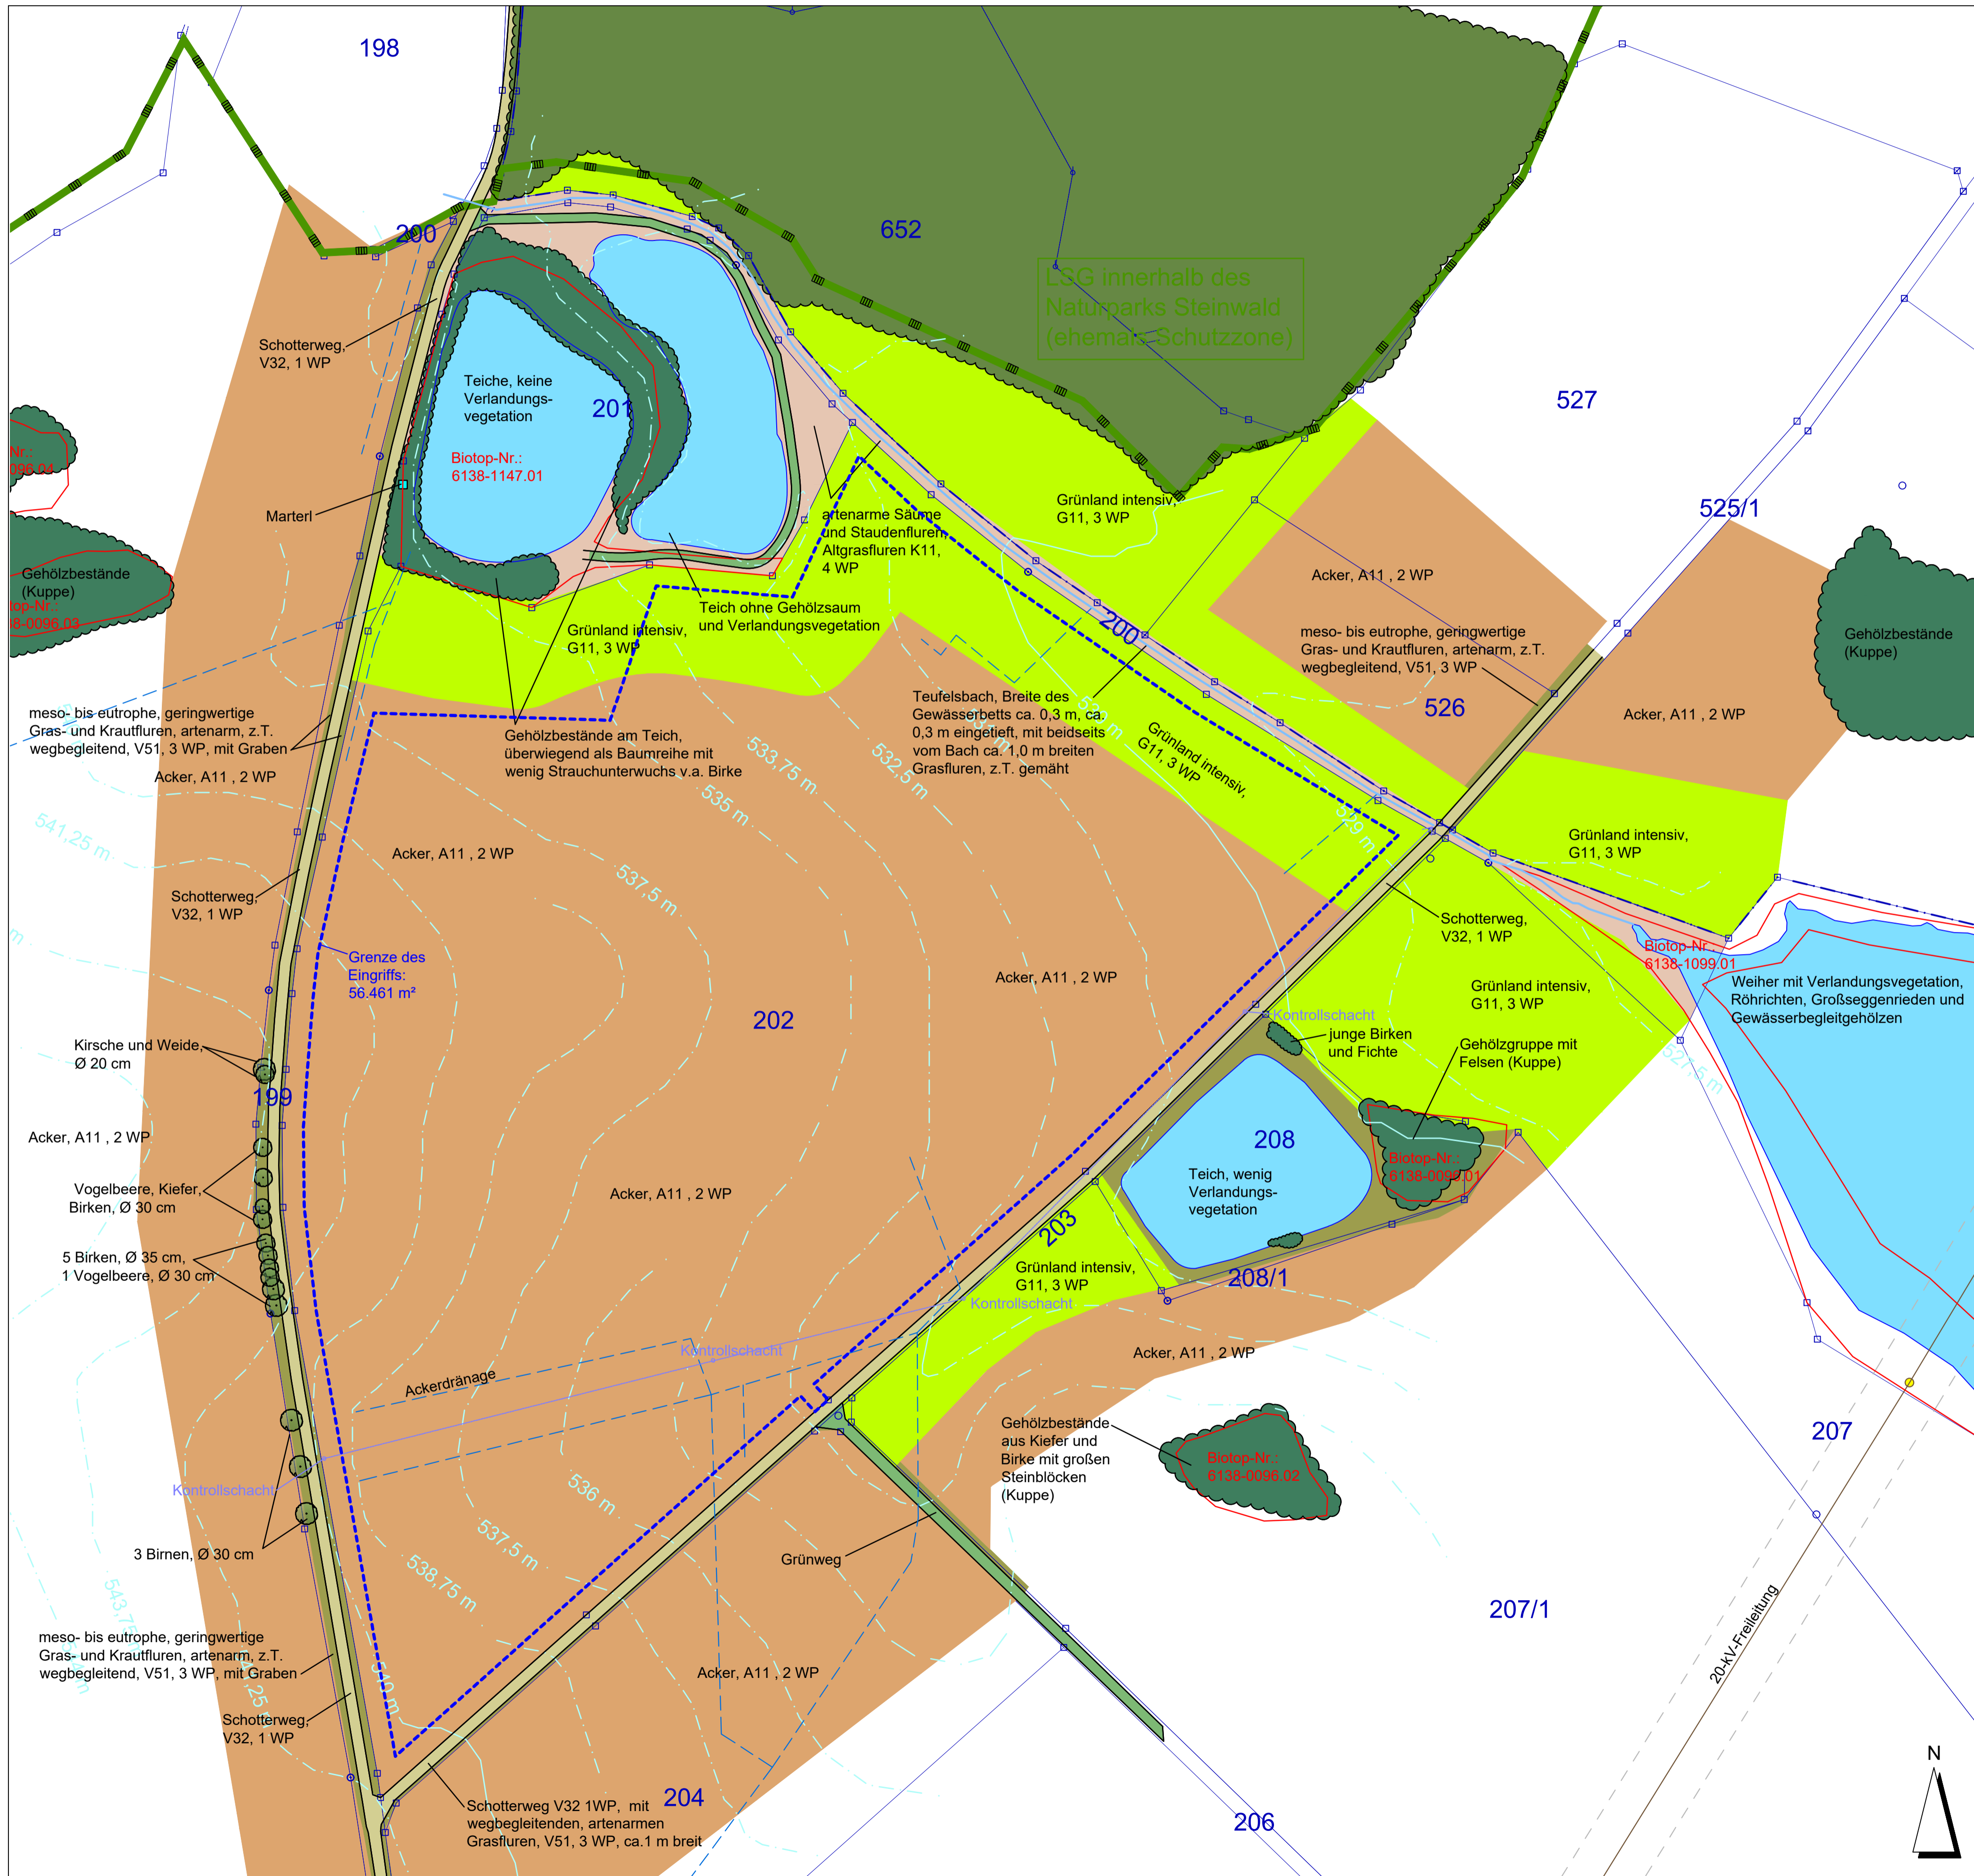 198
200
652
LSG innerhalb des
Naturparks Steinwald
(ehemals Schutzzone)
527
525/1
Schotterweg,
V32, 1 WP
Teiche, keine
Verlandungs-
vegetation
201
Biotop-Nr.:
6138-1147.01
Marterl
Gehölzbestände
(Kuppe)
artenarme Säume
und Staudenfluren,
Altgrasfluren K11,
4 WP
Grünland intensiv,
G11, 3 WP
Acker, A11 , 2 WP
Teich ohne Gehölzsaum
und Verlandungsvegetation
Grünland intensiv,
G11, 3 WP
200
meso- bis eutrophe, geringwertige
Gras- und Krautfluren, artenarm, z.T.
wegbegleitend, V51, 3 WP
526
Acker, A11 , 2 WP
Gehölzbestände
(Kuppe)
meso- bis eutrophe, geringwertige
Gras- und Krautfluren, artenarm, z.T.
wegbegleitend, V51, 3 WP, mit Graben
Acker, A11 , 2 WP
Gehölzbestände am Teich,
überwiegend als Baumreihe mit
wenig Strauchunterwuchs v.a. Birke
Teufelsbach, Breite des
Gewässerbetts ca. 0,3 m, ca.
0,3 m eingetieft, mit beidseits
vom Bach ca. 1,0 m breiten
Grasfluren, z.T. gemäht
Grünland intensiv,
G11, 3 WP
530 m
532,5 m
533,75 m
535 m
537,5 m
529 m
541,25 m
Acker, A11 , 2 WP
Grünland intensiv,
G11, 3 WP
Schotterweg,
V32, 1 WP
Schotterweg,
V32, 1 WP
Grenze des
Eingriffs:
56.461 m²
Acker, A11 , 2 WP
202
Biotop-Nr.:
6138-1099.01
Weiher mit Verlandungsvegetation,
Röhrichten, Großseggenrieden und
Gewässerbegleitgehölzen
Grünland intensiv,
G11, 3 WP
527,5 m
Kontrollschacht
junge Birken
und Fichte
Gehölzgruppe mit
Felsen (Kuppe)
Kirsche und Weide,
Ø 20 cm
199
Acker, A11 , 2 WP
Vogelbeere, Kiefer,
Birken, Ø 30 cm
Acker, A11 , 2 WP
208
Teich, wenig
Verlandungs-
vegetation
Biotop-Nr.:
6138-0096.01
203
5 Birken, Ø 35 cm,
1 Vogelbeere, Ø 30 cm
Grünland intensiv,
G11, 3 WP
208/1
Kontrollschacht
Kontrollschacht
Acker, A11 , 2 WP
Ackerdränage
Gehölzbestände
aus Kiefer und
Birke mit großen
Steinblöcken
(Kuppe)
Biotop-Nr.:
6138-0096.02
207
Kontrollschacht
536 m
537,5 m
538,75 m
3 Birnen, Ø 30 cm
Grünweg
543,75 m
207/1
20-kV-Freileitung
meso- bis eutrophe, geringwertige
Gras- und Krautfluren, artenarm, z.T.
wegbegleitend, V51, 3 WP, mit Graben
540 m
Acker, A11 , 2 WP
Schotterweg,
V32, 1 WP
204
Schotterweg V32 1WP, mit
wegbegleitenden, artenarmen
Grasfluren, V51, 3 WP, ca.1 m breit
206
N